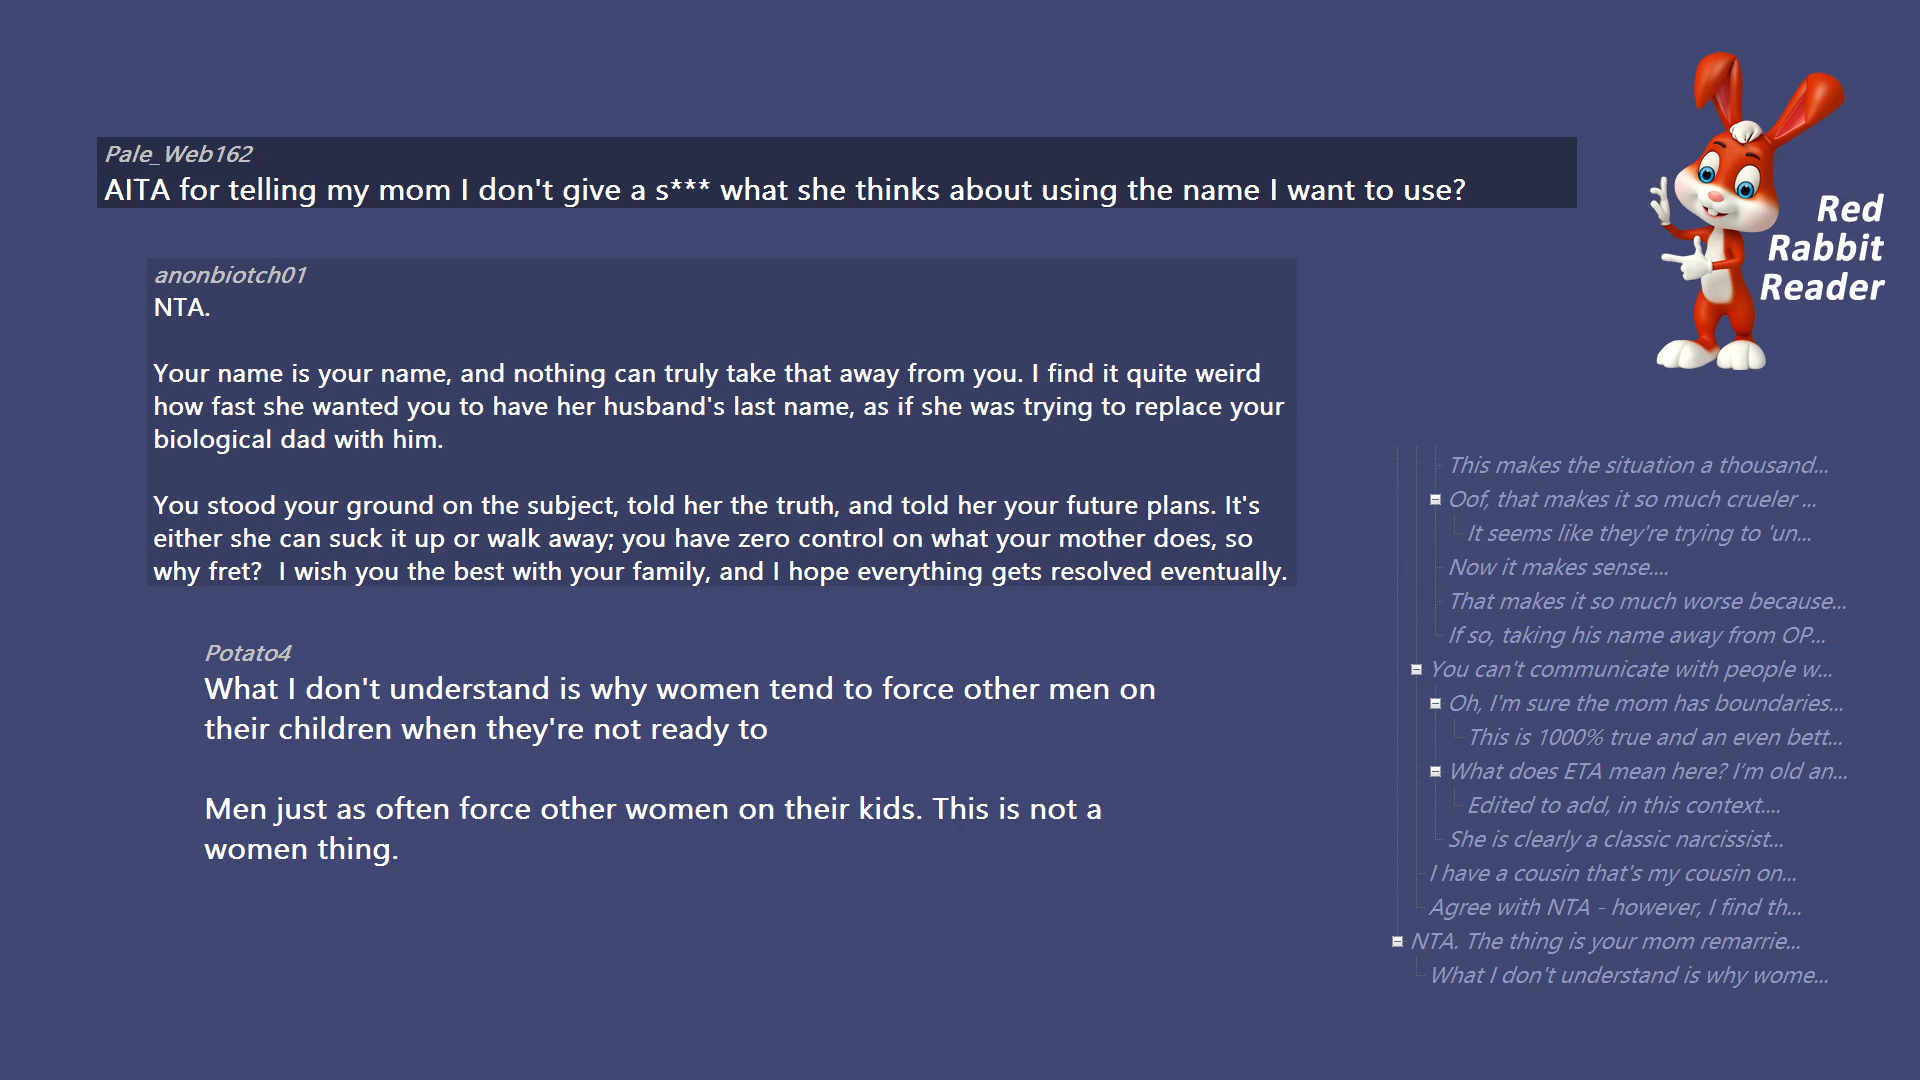 Pale_Web162
AITA for telling my mom I don't give a s*** what she thinks about using the name I want to use?
anonbiotch01
NTA.
Your name is your name, and nothing can truly take that away from you. I find it quite weird
how fast she wanted you to have her husband's last name, as if she was trying to replace your
biological dad with him.
You stood your ground on the subject, told her the truth, and told her your future plans. It's
either she can suck it up or walk away; you have zero control on what your mother does, so
why fret?  I wish you the best with your family, and I hope everything gets resolved eventually.
Potato4
What I don't understand is why women tend to force other men on
their children when they're not ready to
Men just as often force other women on their kids. This is not a
women thing.
Red
Rabbit
Reader
This makes the situation a thousand...
Oof, that makes it so much crueler ...
It seems like they're trying to 'un...
Now it makes sense....
That makes it so much worse because...
If so, taking his name away from OP...
You can't communicate with people w...
Oh, I'm sure the mom has boundaries...
This is 1000% true and an even bett...
What does ETA mean here? I’m old an...
Edited to add, in this context....
She is clearly a classic narcissist...
I have a cousin that's my cousin on...
Agree with NTA - however, I find th...
NTA. The thing is your mom remarrie...
What I don't understand is why wome...